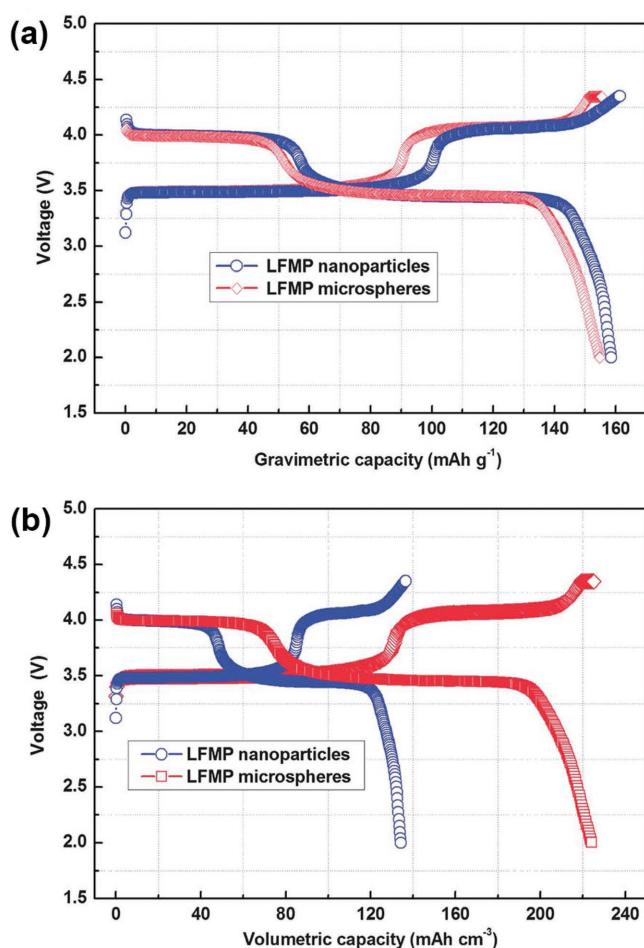 (a)
5.0
4.5
4.0
3.5
3.0
2.5
2.0
1.5
Voltage (V)
LFMP nanoparticles
LFMP microspheres
0 20 40 60 80 100 120 140 160
Gravimetric capacity (mAh g⁻¹)
(b)
5.0
4.5
4.0
3.5
3.0
2.5
2.0
1.5
Voltage (V)
LFMP nanoparticles
LFMP microspheres
0 40 80 120 160 200 240
Volumetric capacity (mAh cm⁻³)